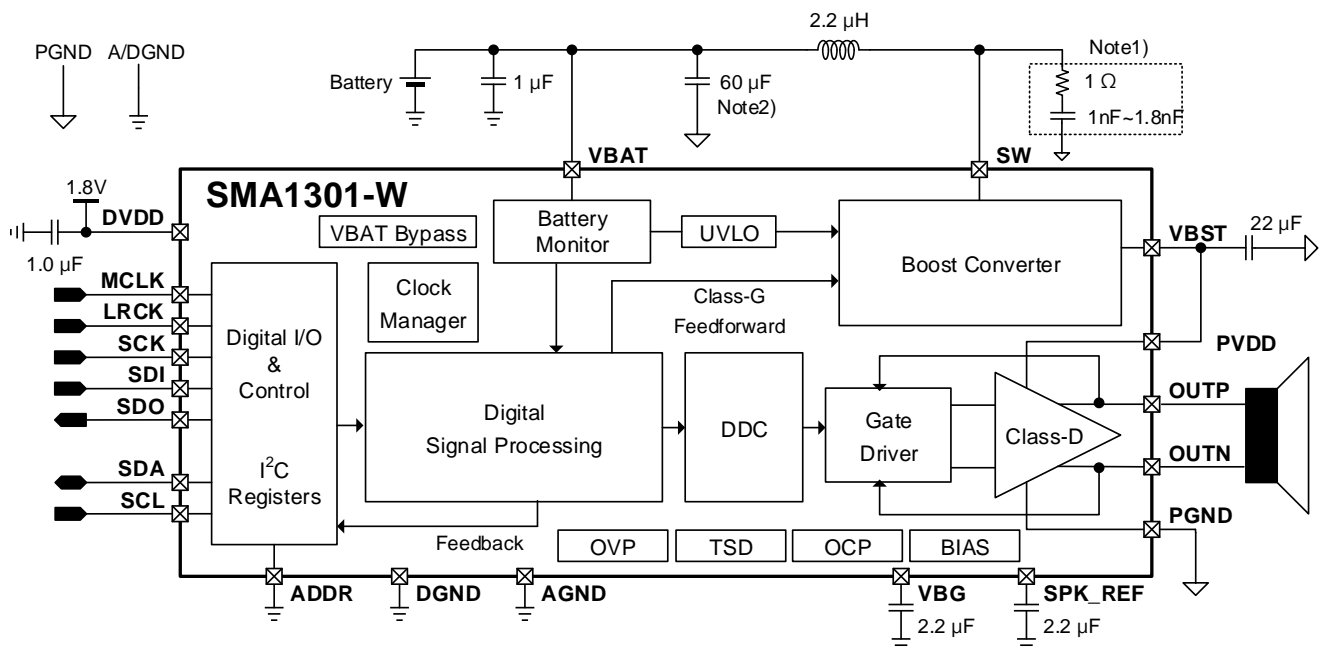 PGND
A/DGND
Battery
1 µF
60 µF
Note2)
2.2 µH
Note1)
1 Ω
1nF~1.8nF
VBAT
SW
SMA1301-W
1.8V
DVDD
1.0 µF
MCLK
LRCK
SCK
SDI
SDO
SDA
SCL
VBAT Bypass
Battery
Monitor
UVLO
Boost Converter
VBST
22 µF
Clock
Manager
Class-G
Feedforward
Digital I/O
&
Control
I²C
Registers
Digital
Signal Processing
DDC
Gate
Driver
Class-D
PVDD
OUTP
OUTN
PGND
Feedback
OVP
TSD
OCP
BIAS
ADDR
DGND
AGND
VBG
SPK_REF
2.2 µF
2.2 µF